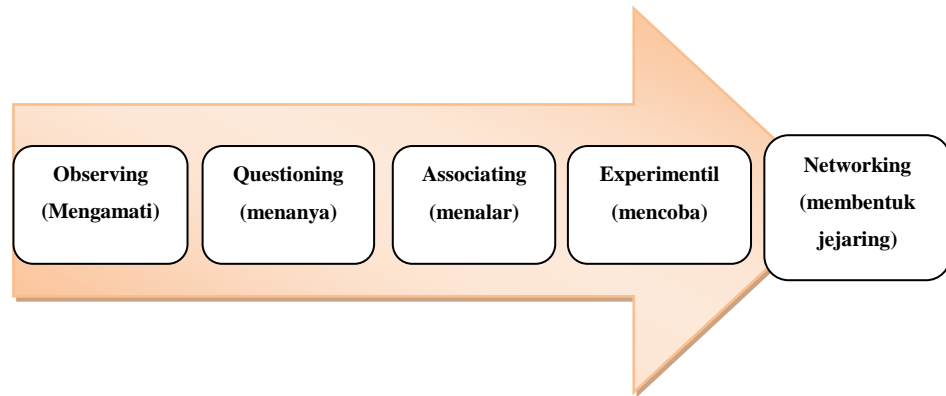 Observing
(Mengamati)
Questioning
(menanya)
Associating
(menalar)
Experimentil
(mencoba)
Networking
(membentuk
jejaring)